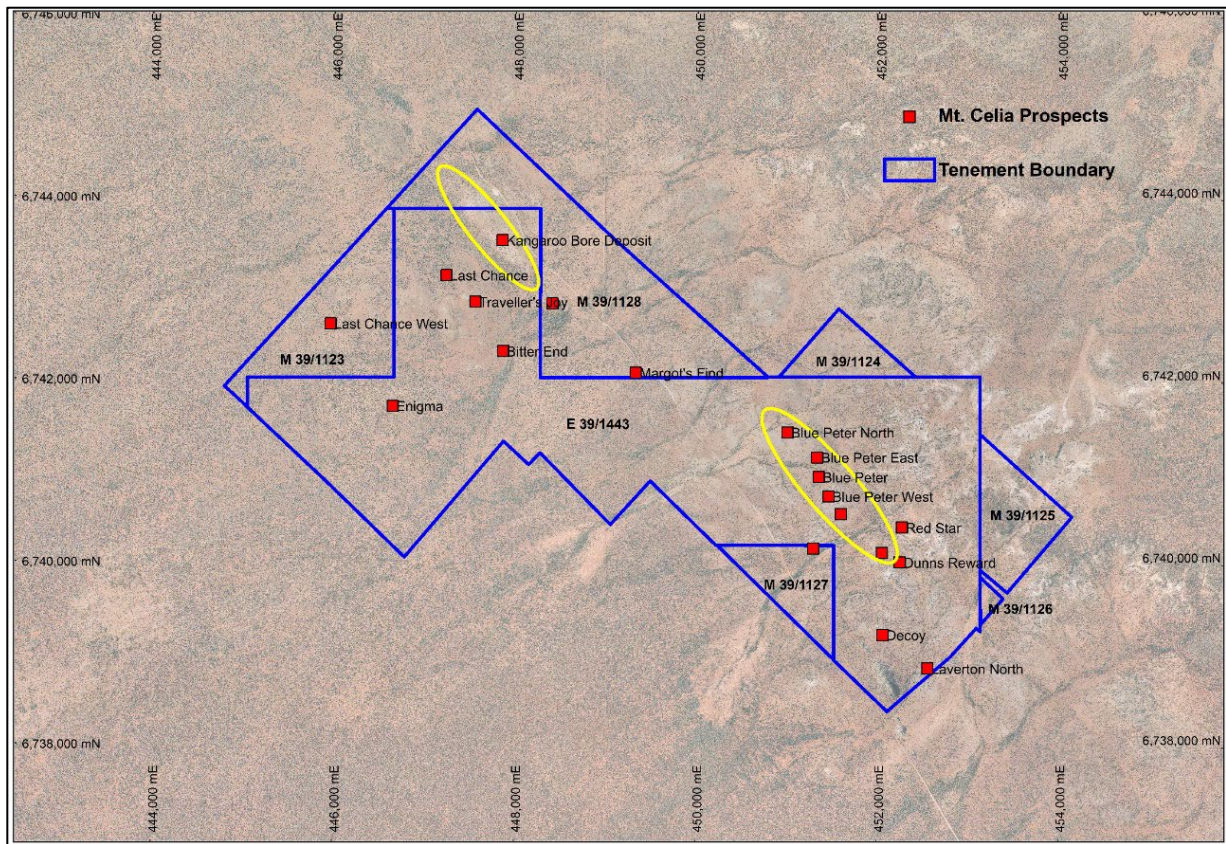 6,746,000 mN
6,746,000 mN
444,000 mE
446,000 mE
448,000 mE
450,000 mE
452,000 mE
454,000 mE
Mt. Celia Prospects
Tenement Boundary
6,744,000 mN
6,744,000 mN
Kangaroo Bore Deposit
Last Chance
Traveller's Joy
M 39/1128
Last Chance West
Bitter End
M 39/1123
M 39/1124
Margot's Find
6,742,000 mN
6,742,000 mN
Enigma
E 39/1443
Blue Peter North
Blue Peter East
Blue Peter
Blue Peter West
M 39/1125
Red Star
6,740,000 mN
6,740,000 mN
Dunns Reward
M 39/1127
M 39/1126
Decoy
Laverton North
6,738,000 mN
6,738,000 mN
444,000 mE
446,000 mE
448,000 mE
450,000 mE
452,000 mE
454,000 mE